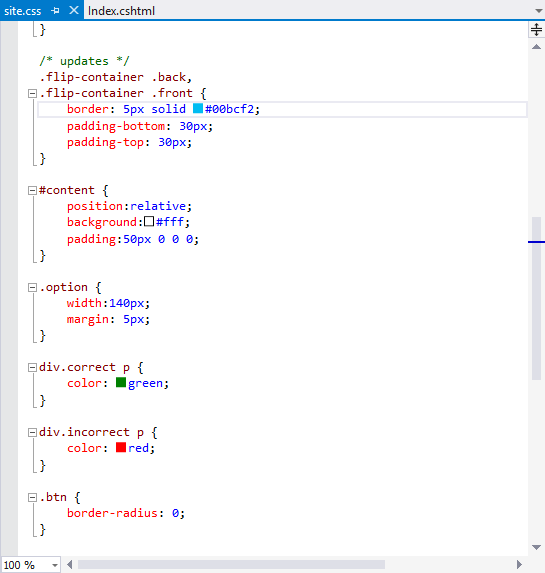 site.css Index.cshtml
}
/* updates */
.flip-container .back,
.flip-container .front {
border: 5px solid #00bcf2;
padding-bottom: 30px;
padding-top: 30px;
}
#content {
position:relative;
background:#fff;
padding:50px 0 0 0;
}
.option {
width:140px;
margin: 5px;
}
div.correct p {
color: green;
}
div.incorrect p {
color: red;
}
.btn {
border-radius: 0;
}
100 %